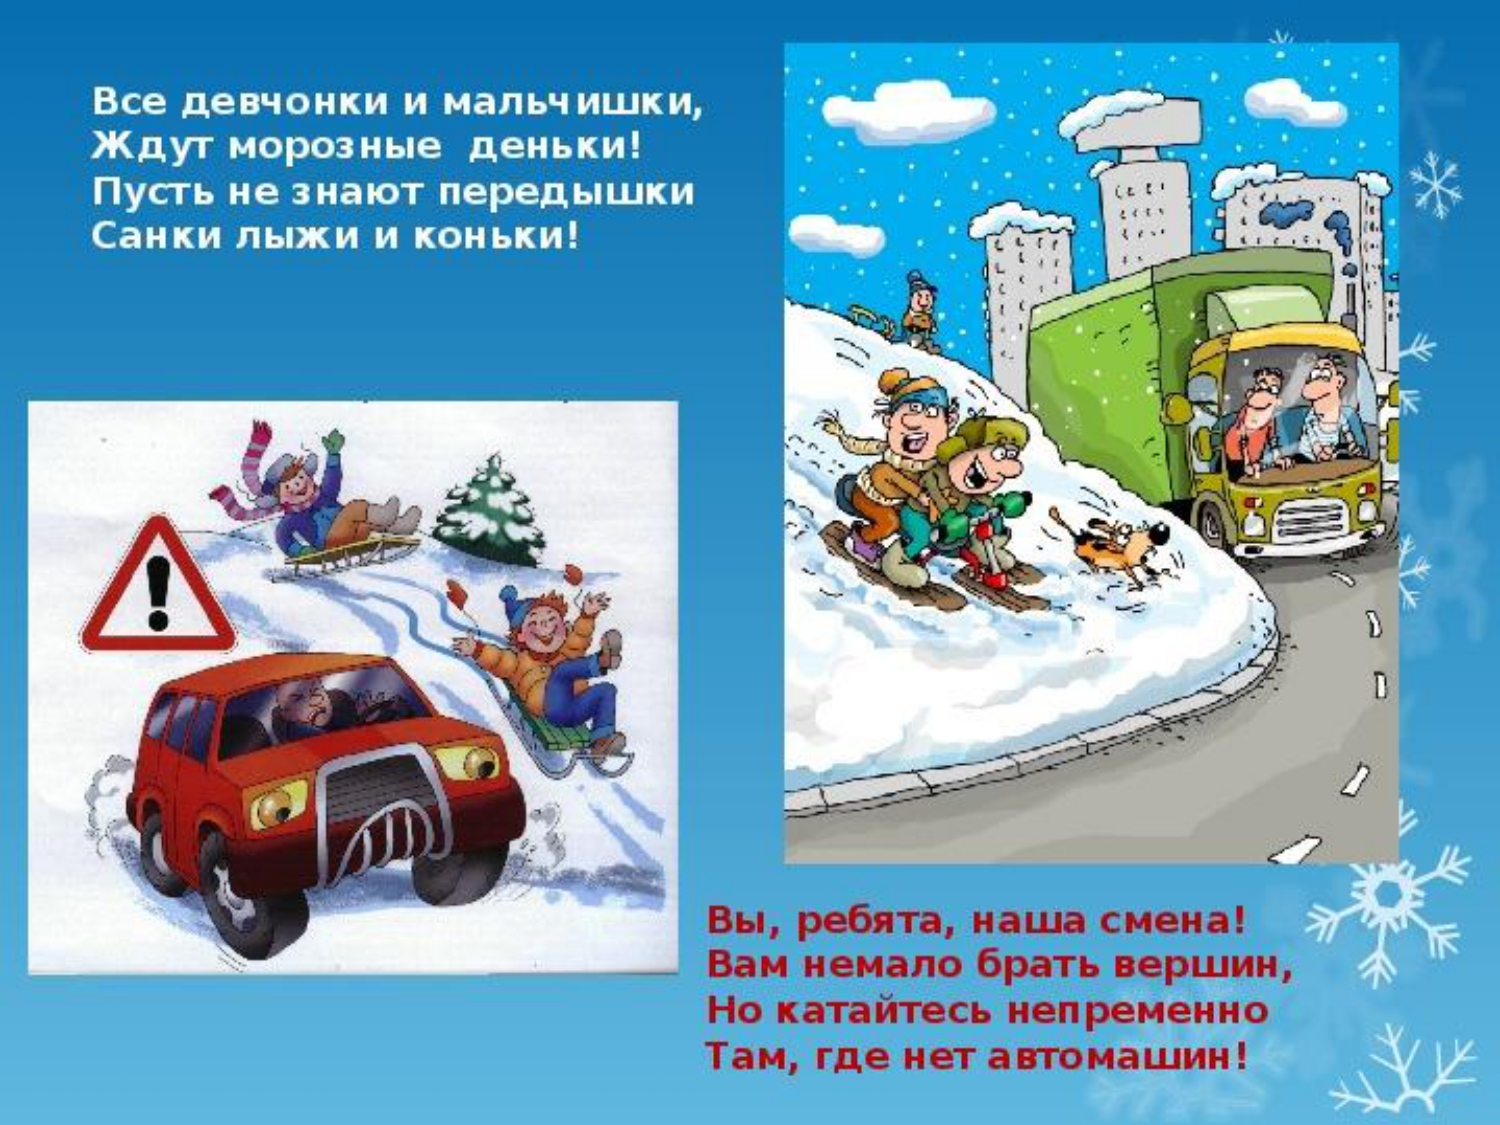 Все девчонки и мальчишки,
Ждут морозные деньки!
Пусть не знают передышки
Санки лыжи и коньки!
Вы, ребята, наша смена!
Вам немало брать вершин,
Но катайтесь непременно
Там, где нет автомашин!